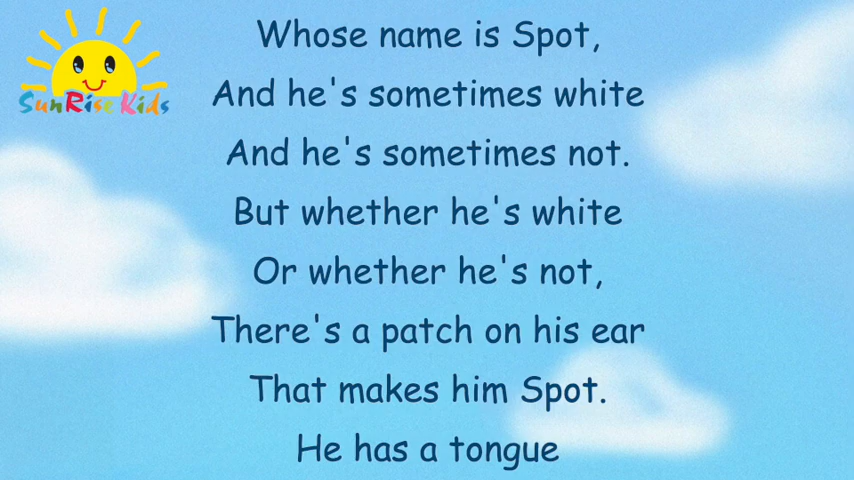 SunRise Kids
Whose name is Spot,
And he's sometimes white
And he's sometimes not.
But whether he's white
Or whether he's not,
There's a patch on his ear
That makes him Spot.
He has a tongue